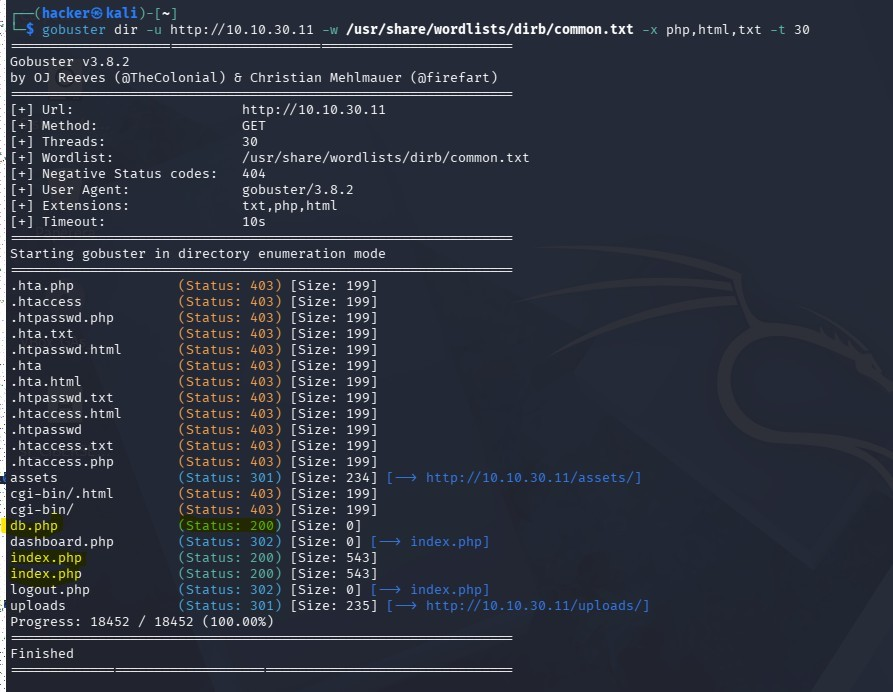 ┌──(hacker㉿kali)-[~]
└─$ gobuster dir -u http://10.10.30.11 -w /usr/share/wordlists/dirb/common.txt -x php,html,txt -t 30
===============================================================
Gobuster v3.8.2
by OJ Reeves (@TheColonial) & Christian Mehlmauer (@firefart)
===============================================================
[+] Url:                     http://10.10.30.11
[+] Method:                  GET
[+] Threads:                 30
[+] Wordlist:                /usr/share/wordlists/dirb/common.txt
[+] Negative Status codes:   404
[+] User Agent:              gobuster/3.8.2
[+] Extensions:              txt,php,html
[+] Timeout:                 10s
===============================================================
Starting gobuster in directory enumeration mode
===============================================================
.hta.php             (Status: 403) [Size: 199]
.htaccess            (Status: 403) [Size: 199]
.htpasswd.php        (Status: 403) [Size: 199]
.hta.txt             (Status: 403) [Size: 199]
.htpasswd.html       (Status: 403) [Size: 199]
.hta                 (Status: 403) [Size: 199]
.hta.html            (Status: 403) [Size: 199]
.htpasswd.txt        (Status: 403) [Size: 199]
.htaccess.html       (Status: 403) [Size: 199]
.htpasswd            (Status: 403) [Size: 199]
.htaccess.txt        (Status: 403) [Size: 199]
.htaccess.php        (Status: 403) [Size: 199]
assets               (Status: 301) [Size: 234] [--> http://10.10.30.11/assets/]
cgi-bin/.html        (Status: 403) [Size: 199]
cgi-bin/             (Status: 403) [Size: 199]
db.php               (Status: 200) [Size: 0]
dashboard.php        (Status: 302) [Size: 0] [--> index.php]
index.php            (Status: 200) [Size: 543]
index.php            (Status: 200) [Size: 543]
logout.php           (Status: 302) [Size: 0] [--> index.php]
uploads              (Status: 301) [Size: 235] [--> http://10.10.30.11/uploads/]
Progress: 18452 / 18452 (100.00%)
===============================================================
Finished
===============================================================